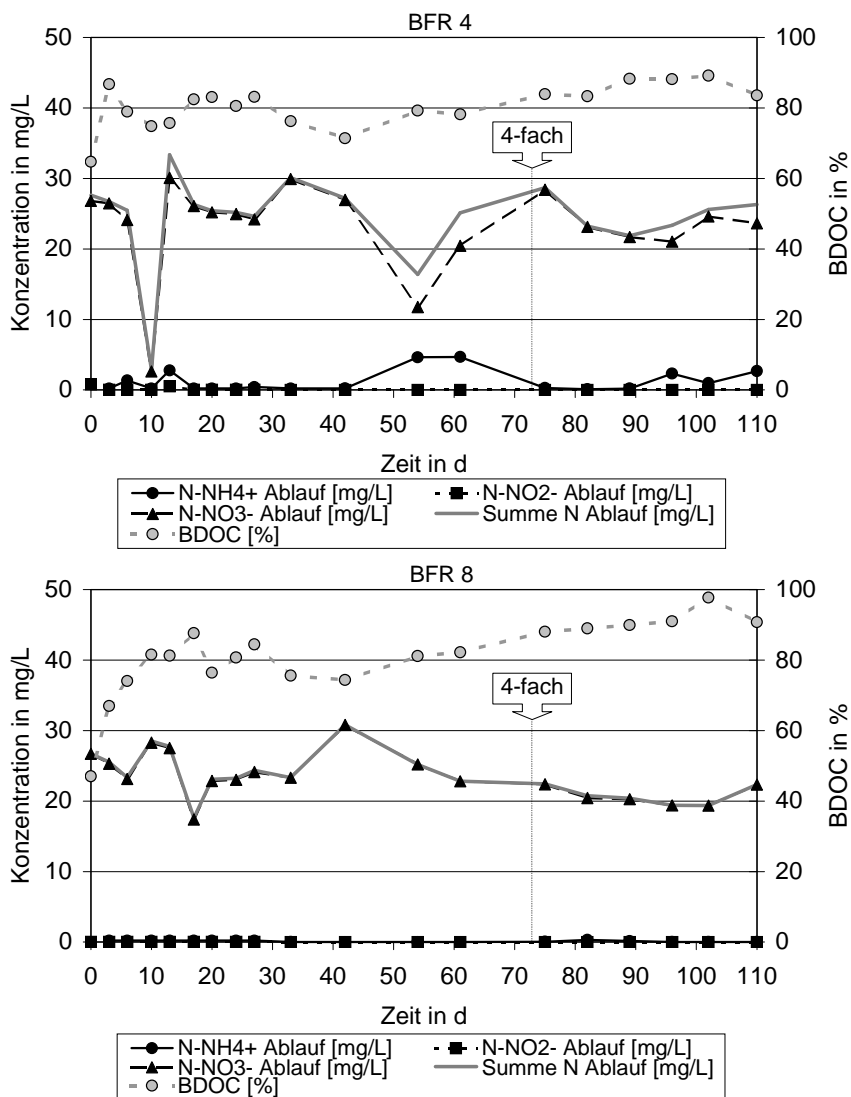 BFR 4
50
40
30
20
10
0
100
80
60
40
20
0
Konzentration in mg/L
BDOC in %
4-fach
0 10 20 30 40 50 60 70 80 90 100 110
Zeit in d
N-NH4+ Ablauf [mg/L] N-NO2- Ablauf [mg/L]
N-NO3- Ablauf [mg/L] Summe N Ablauf [mg/L]
BDOC [%]
BFR 8
50
40
30
20
10
0
100
80
60
40
20
0
Konzentration in mg/L
BDOC in %
4-fach
0 10 20 30 40 50 60 70 80 90 100 110
Zeit in d
N-NH4+ Ablauf [mg/L] N-NO2- Ablauf [mg/L]
N-NO3- Ablauf [mg/L] Summe N Ablauf [mg/L]
BDOC [%]